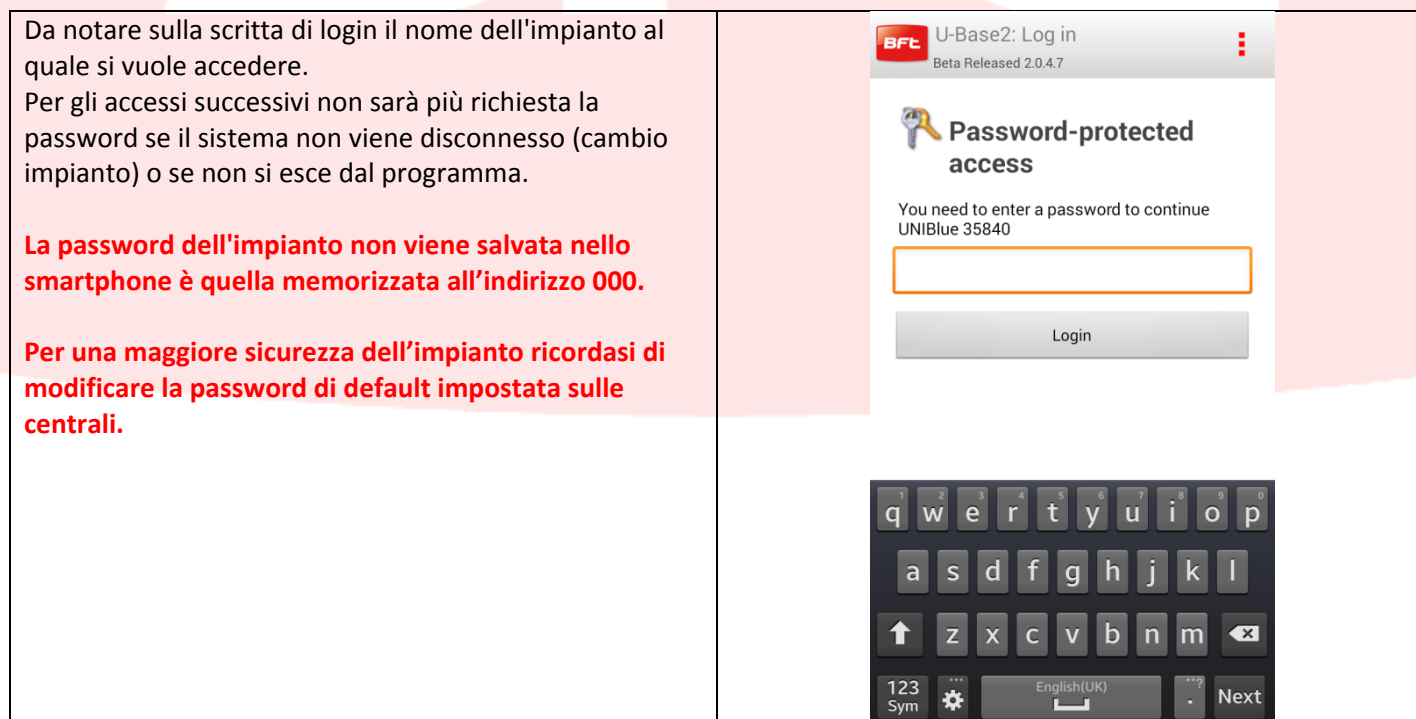 Da notare sulla scritta di login il nome dell'impianto al
quale si vuole accedere.
Per gli accessi successivi non sarà più richiesta la
password se il sistema non viene disconnesso (cambio
impianto) o se non si esce dal programma.
La password dell'impianto non viene salvata nello
smartphone è quella memorizzata all’indirizzo 000.
Per una maggiore sicurezza dell’impianto ricordasi di
modificare la password di default impostata sulle
centrali.
BFt U-Base2: Log in
Beta Released 2.0.4.7
Password-protected
access
You need to enter a password to continue
UNIBlue 35840
Login
1 2 3 4 5 6 7 8 9 0
q w e r t y u i o p
a s d f g h j k l
z x c v b n m
123 English(UK) ...?
Sym . Next